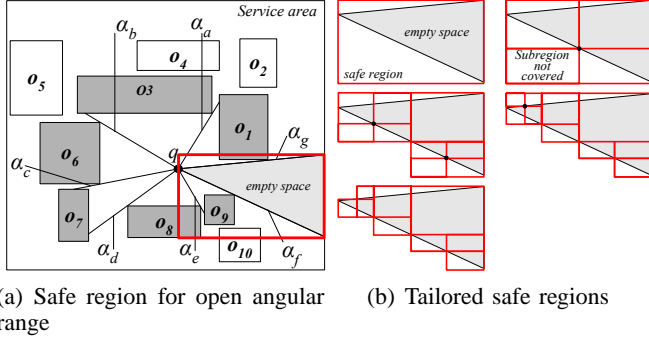 Service area
α_b
α_a
o_4
o_2
o_5
o3
o_1
α_g
q
o_6
α_c
empty space
o_7
o_9
o_8
α_d
α_e
o_10
α_f
empty space
safe region
Subregion
not
covered
(a) Safe region for open angular
range
(b) Tailored safe regions